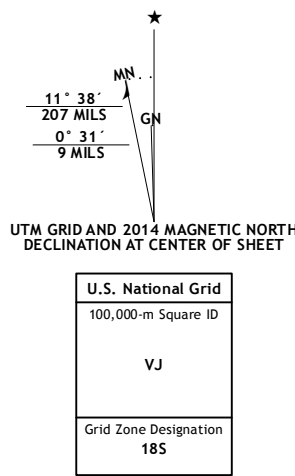 MN
GN
11° 38´
207 MILS
0° 31´
9 MILS
UTM GRID AND 2014 MAGNETIC NORTH
DECLINATION AT CENTER OF SHEET
U.S. National Grid
100,000-m Square ID
VJ
Grid Zone Designation
18S